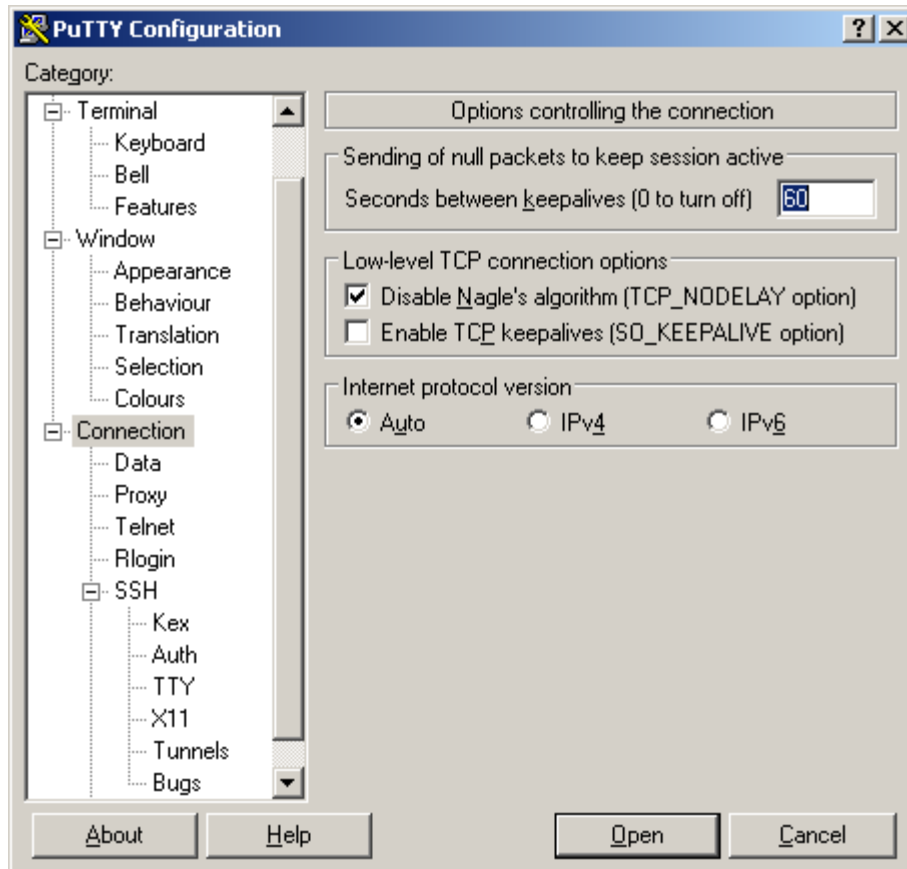 PuTTY Configuration
Category:
Terminal
Keyboard
Bell
Features
Window
Appearance
Behaviour
Translation
Selection
Colours
Connection
Data
Proxy
Telnet
Rlogin
SSH
Kex
Auth
TTY
X11
Tunnels
Bugs
Options controlling the connection
Sending of null packets to keep session active
Seconds between keepalives (0 to turn off) 60
Low-level TCP connection options
Disable Nagle's algorithm (TCP_NODELAY option)
Enable TCP keepalives (SO_KEEPALIVE option)
Internet protocol version
Auto IPv4 IPv6
About Help Open Cancel